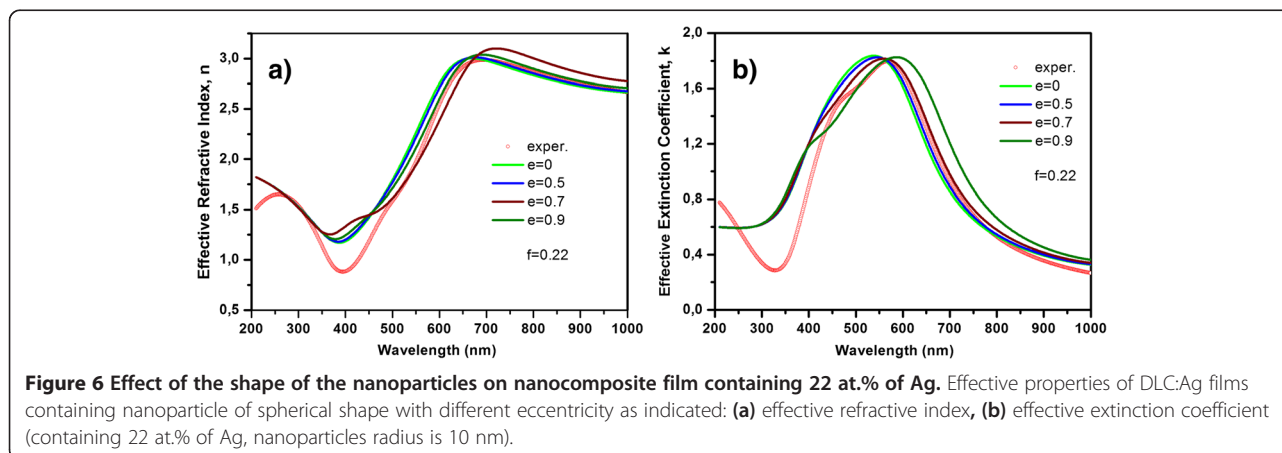 a)
Effective Refractive Index, n
3,0
2,5
2,0
1,5
1,0
0,5
exper.
e=0
e=0.5
e=0.7
e=0.9
f=0.22
200 300 400 500 600 700 800 900 1000
Wavelength (nm)
b)
Effective Extinction Coefficient, k
2,0
1,6
1,2
0,8
0,4
0,0
exper.
e=0
e=0.5
e=0.7
e=0.9
f=0.22
200 300 400 500 600 700 800 900 1000
Wavelength (nm)
Figure 6 Effect of the shape of the nanoparticles on nanocomposite film containing 22 at.% of Ag. Effective properties of DLC:Ag films
containing nanoparticle of spherical shape with different eccentricity as indicated: (a) effective refractive index, (b) effective extinction coefficient
(containing 22 at.% of Ag, nanoparticles radius is 10 nm).